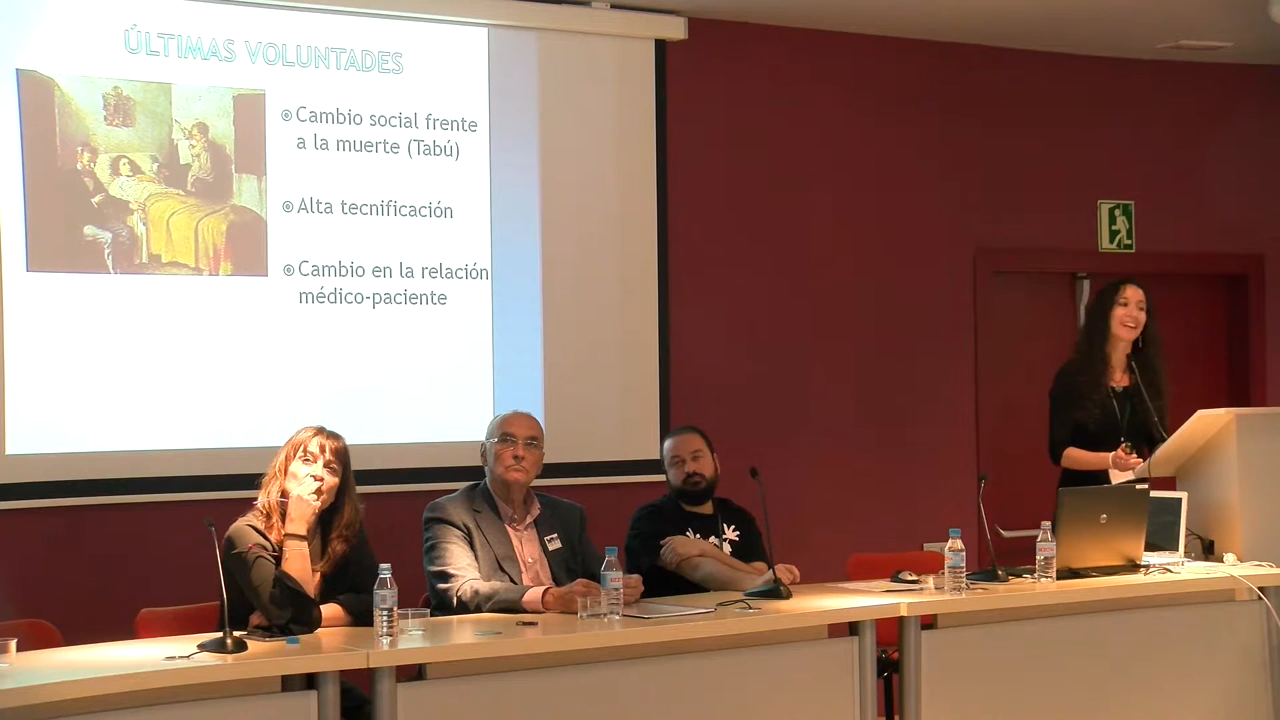 ÚLTIMAS VOLUNTADES
Cambio social frente
a la muerte (Tabú)
Alta tecnificación
Cambio en la relación
médico-paciente